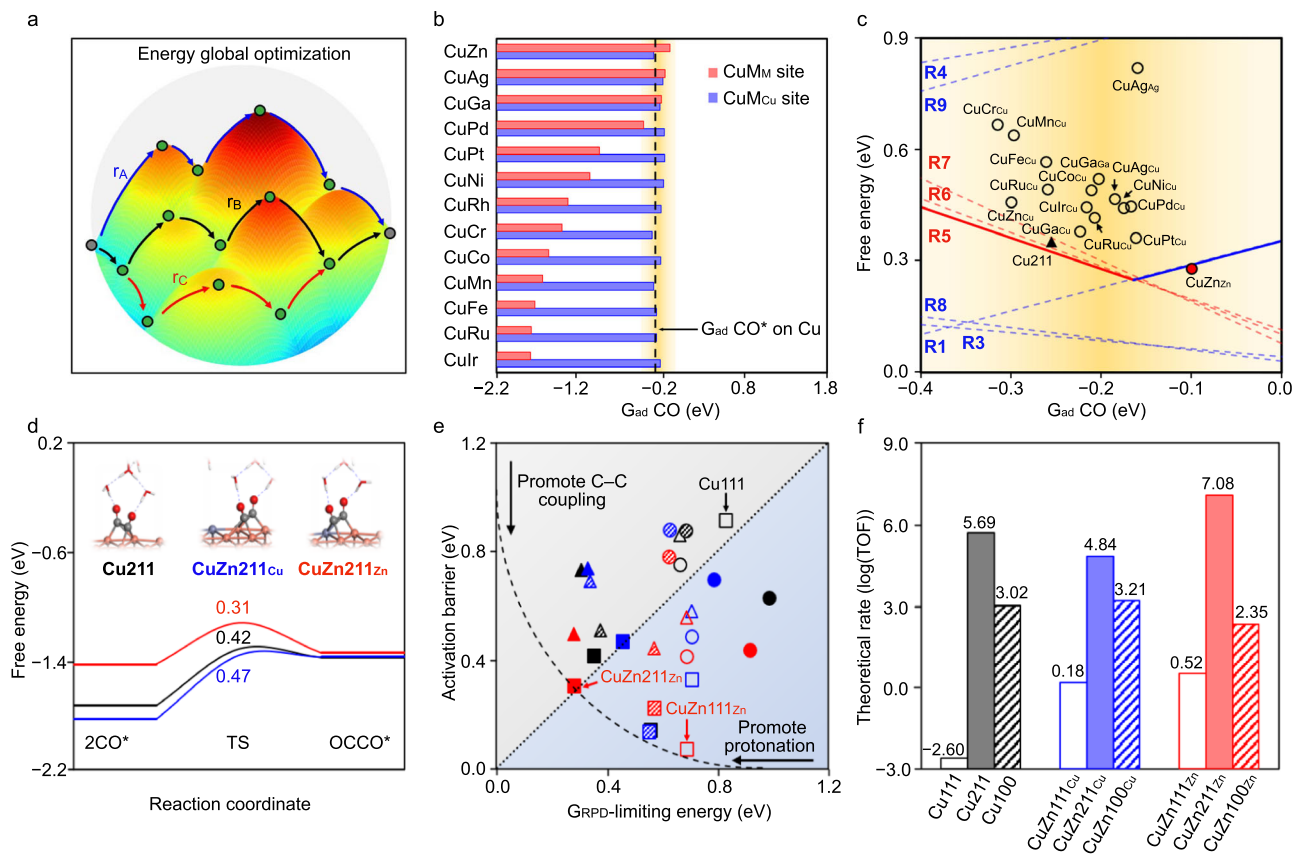 a
Energy global optimization
rA
rB
rC
b
CuZn
CuAg
CuGa
CuPd
CuPt
CuNi
CuRh
CuCr
CuCo
CuMn
CuFe
CuRu
CuIr
CuMM site
CuMCu site
Gad CO* on Cu
−2.2
−1.2
−0.2
0.8
1.8
Gad CO (eV)
c
Free energy (eV)
0.9
0.6
0.3
0.0
R4
R9
R7
R6
R5
R8
R1
R3
CuAgAg
CuCrCu
CuMnCu
CuFeCu
CuGaGa
CuAgCu
CuCoCu
CuRuCu
CuNiCu
CuIrCu
CuPdCu
CuZnCu
CuGaCu
CuRuCu
CuPtCu
Cu211
CuZnZn
−0.4
−0.3
−0.2
−0.1
0.0
Gad CO (eV)
d
Free energy (eV)
0.2
−0.6
−1.4
−2.2
Cu211
CuZn211Cu
CuZn211Zn
0.31
0.42
0.47
2CO*
TS
OCCO*
Reaction coordinate
e
Activation barrier (eV)
1.2
0.8
0.4
0.0
Promote C–C
coupling
Cu111
CuZn211Zn
CuZn111Zn
Promote
protonation
0.0
0.4
0.8
1.2
GRPD-limiting energy (eV)
f
Theoretical rate (log(TOF))
9.0
6.0
3.0
0.0
−3.0
−2.60
5.69
3.02
0.18
4.84
3.21
0.52
7.08
2.35
Cu111
Cu211
Cu100
CuZn111Cu
CuZn211Cu
CuZn100Cu
CuZn111Zn
CuZn211Zn
CuZn100Zn